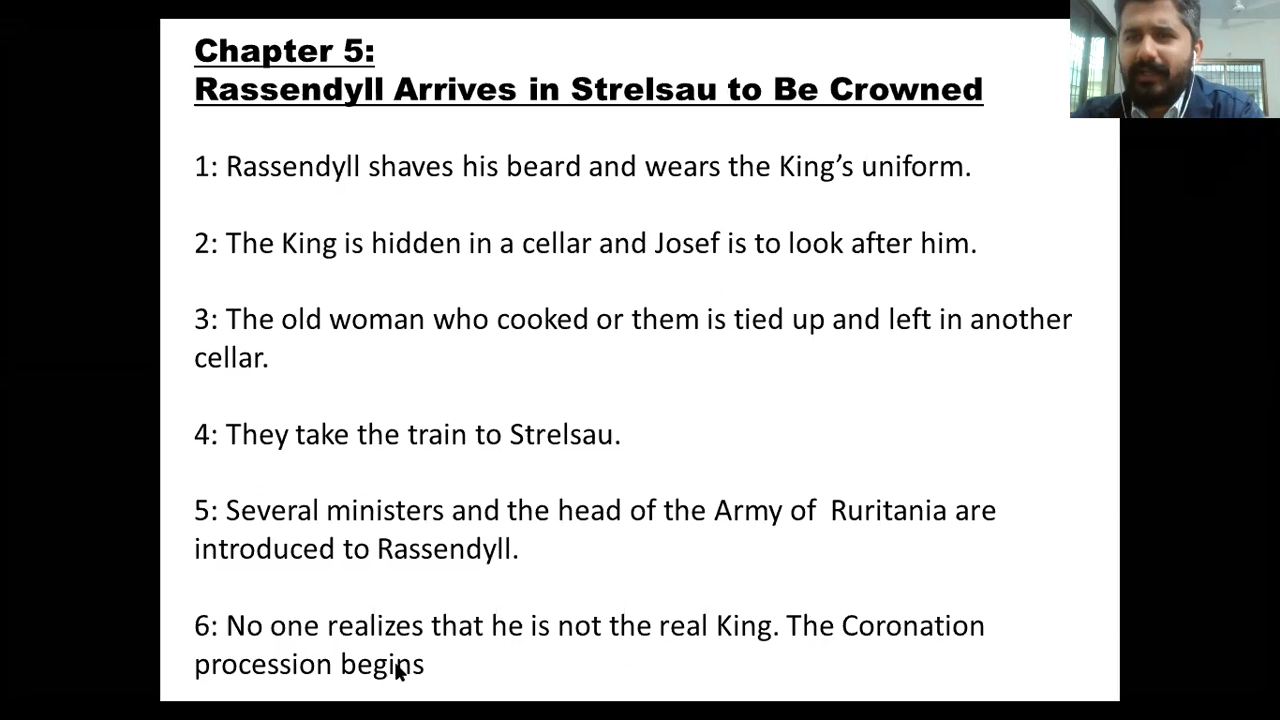 Chapter 5:
Rassendyll Arrives in Strelsau to Be Crowned
1: Rassendyll shaves his beard and wears the King’s uniform.
2: The King is hidden in a cellar and Josef is to look after him.
3: The old woman who cooked or them is tied up and left in another
cellar.
4: They take the train to Strelsau.
5: Several ministers and the head of the Army of  Ruritania are
introduced to Rassendyll.
6: No one realizes that he is not the real King. The Coronation
procession begins